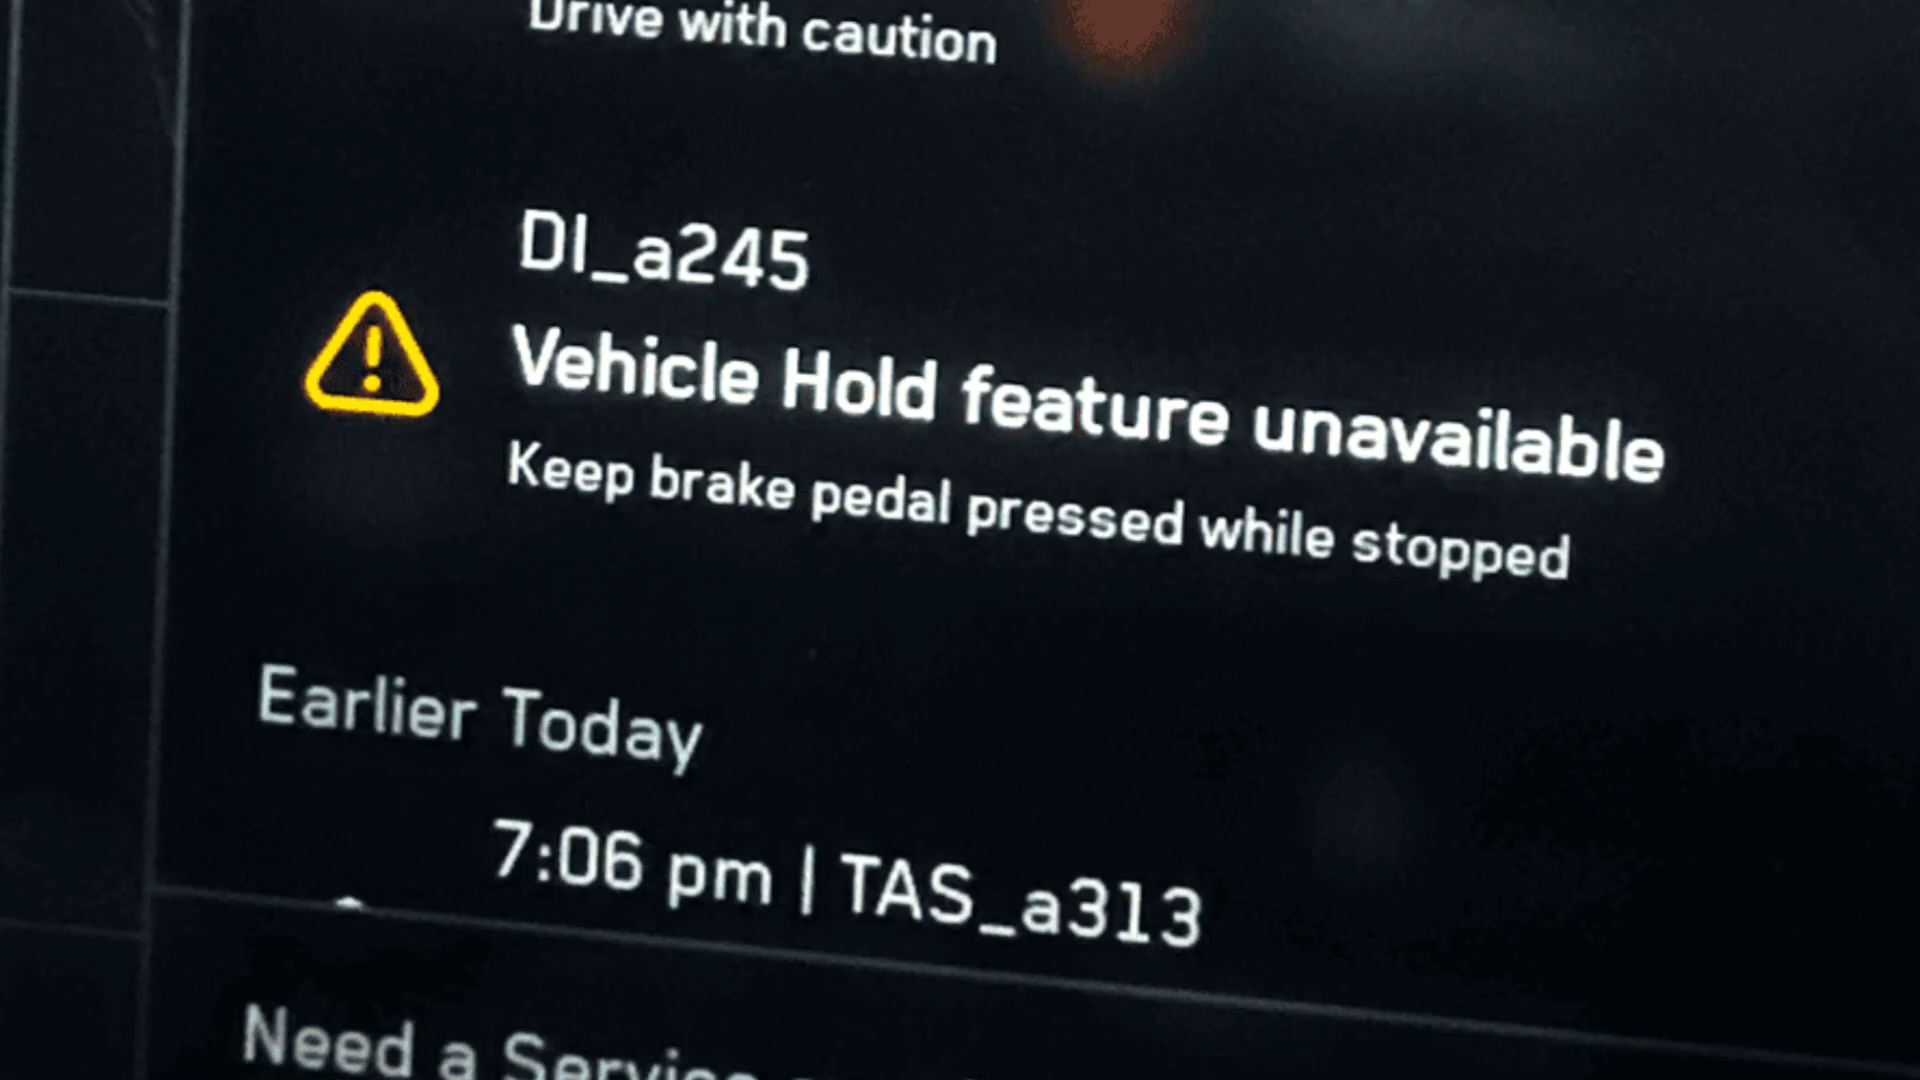 Drive with caution
DI_a245
Vehicle Hold feature unavailable
Keep brake pedal pressed while stopped
Earlier Today
7:06 pm | TAS_a313
Need a Service